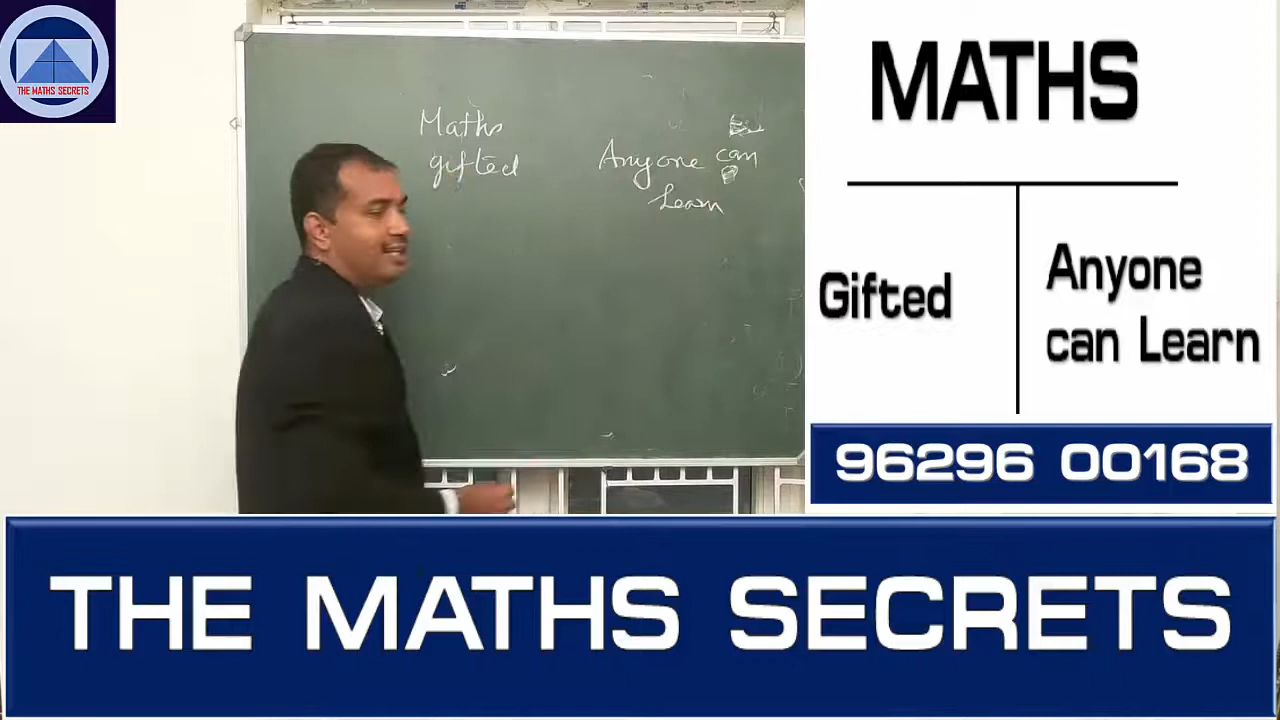 THE MATHS SECRETS
Maths
gifted
Anyone can
Learn
MATHS
Gifted
Anyone
can Learn
96296 00168
THE MATHS SECRETS